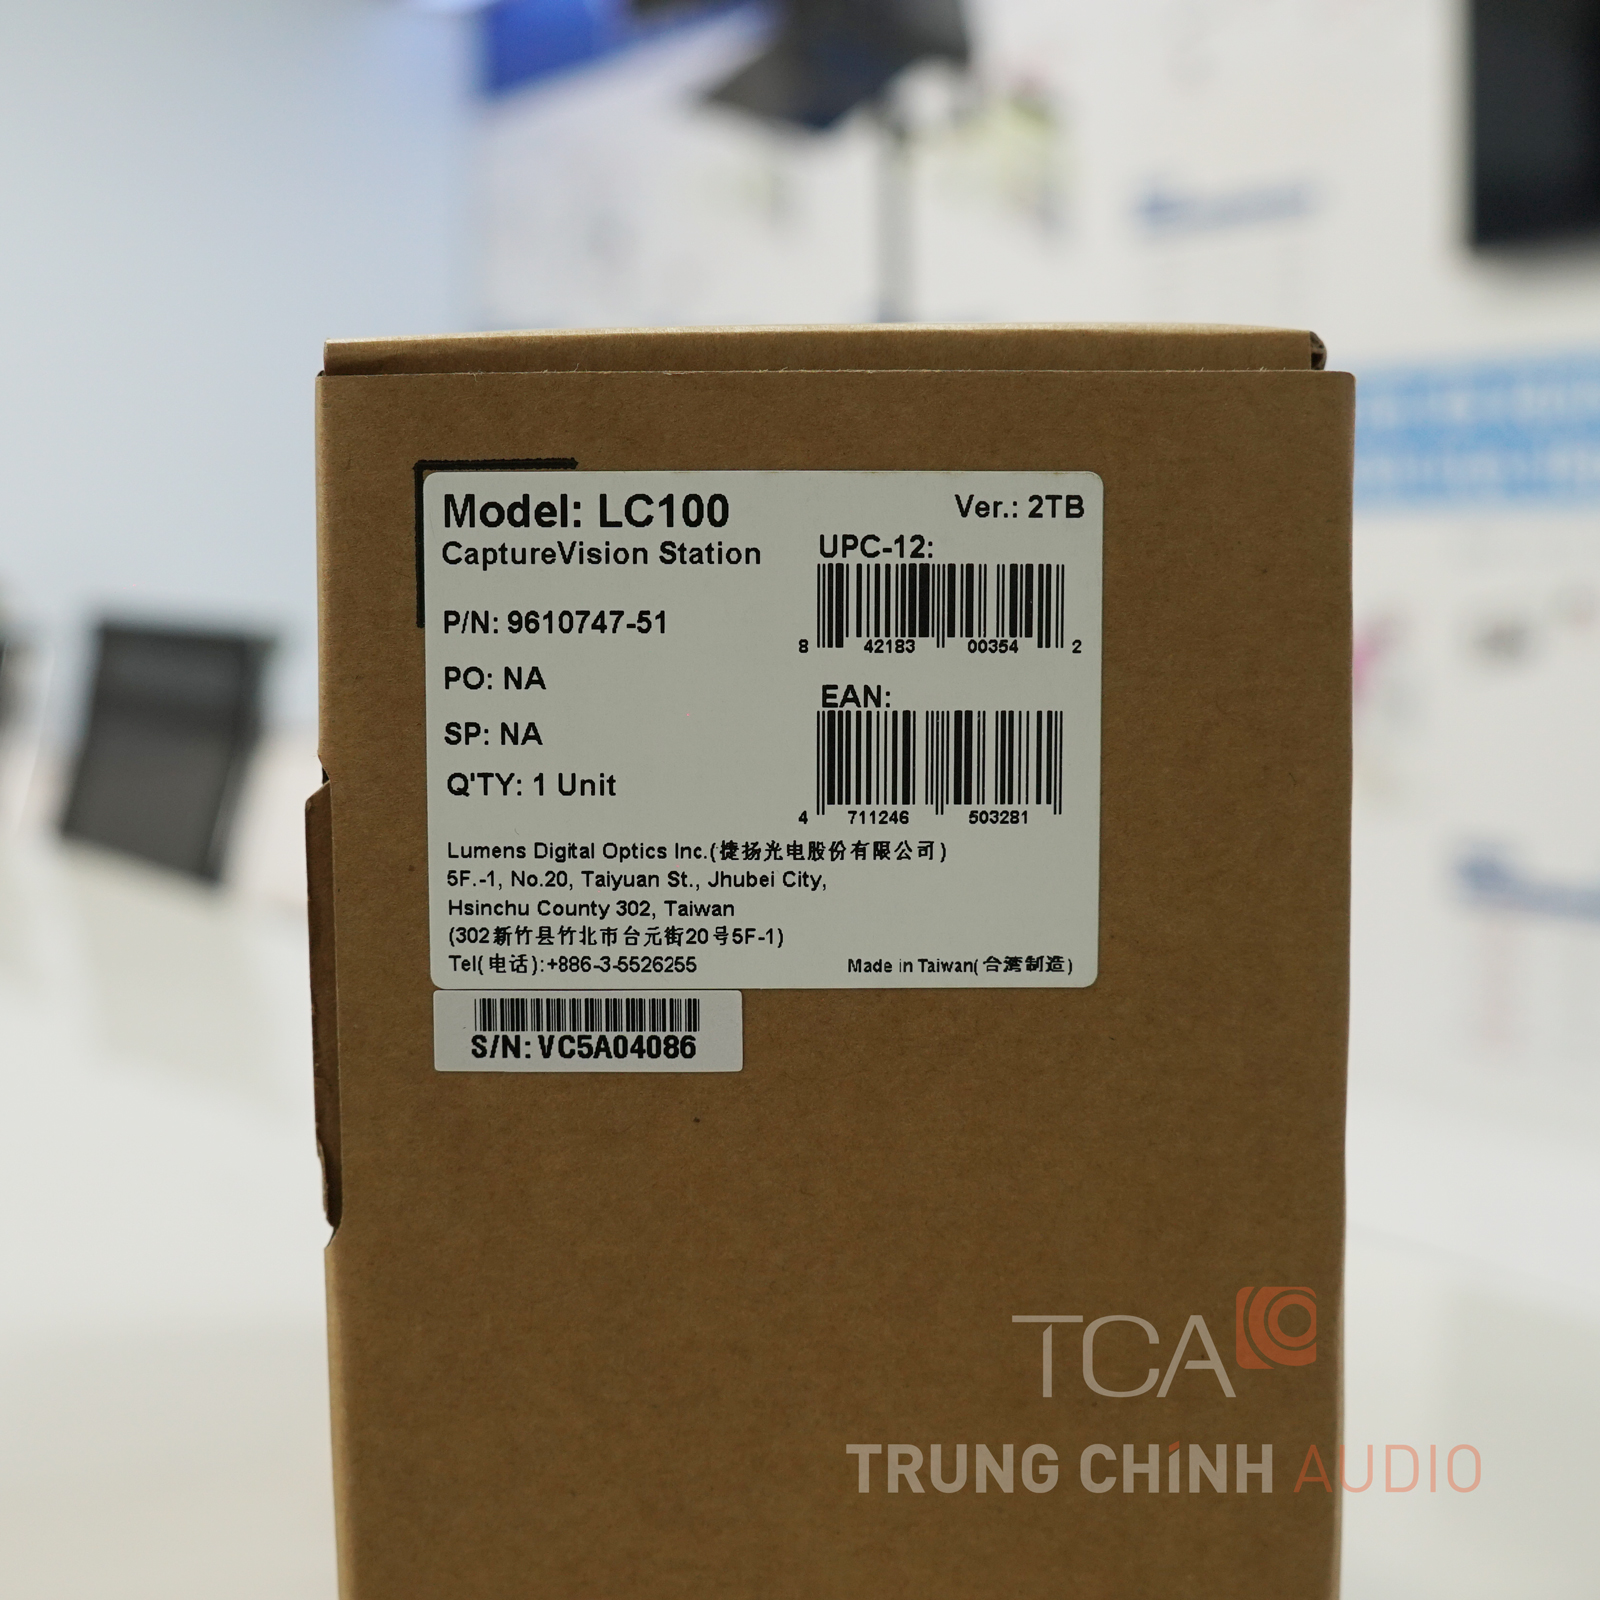 Model: LC100
Ver.: 2TB
CaptureVision Station
UPC-12:
8 42183 00354 2
P/N: 9610747-51
PO: NA
EAN:
4 711246 503281
SP: NA
Q'TY: 1 Unit
Lumens Digital Optics Inc.(捷扬光电股份有限公司)
5F.-1, No.20, Taiyuan St., Jhubei City,
Hsinchu County 302, Taiwan
(302新竹县竹北市台元街20号5F-1)
Tel(电话):+886-3-5526255
Made in Taiwan(台湾制造)
S/N: VC5A04086
TCA
TRUNG CHÍNH AUDIO